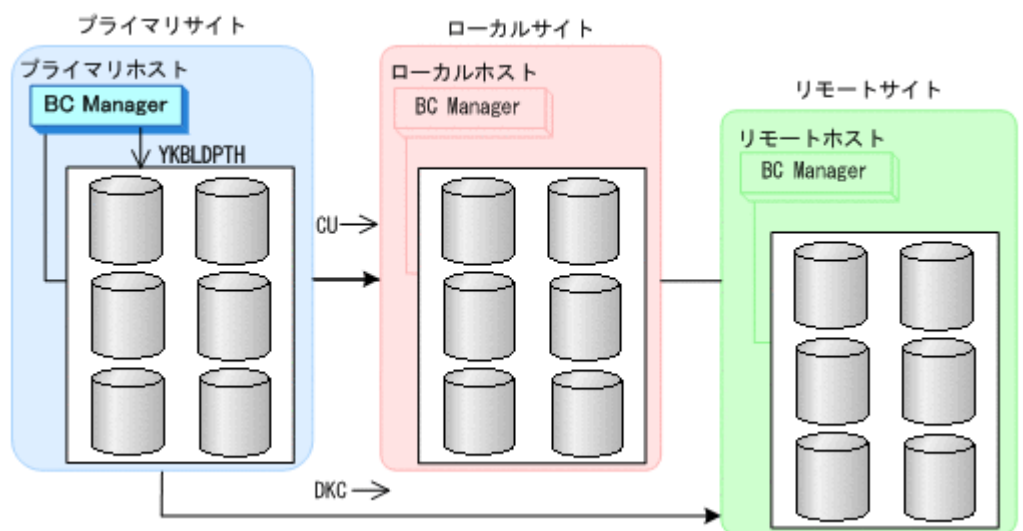 プライマリサイト
プライマリホスト
BC Manager
YKBLDPTH
CU
DKC
ローカルサイト
ローカルホスト
BC Manager
リモートサイト
リモートホスト
BC Manager